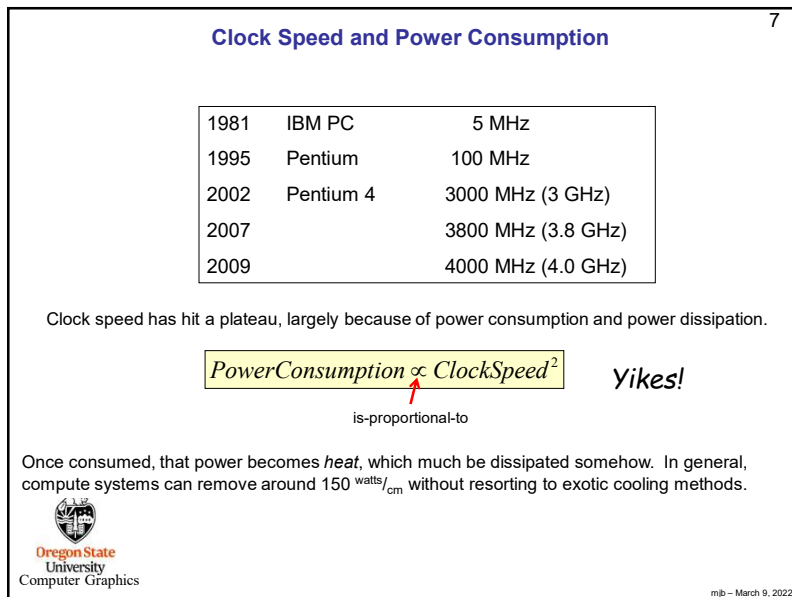 7
Clock Speed and Power Consumption
1981 IBM PC 5 MHz
1995 Pentium 100 MHz
2002 Pentium 4 3000 MHz (3 GHz)
2007 3800 MHz (3.8 GHz)
2009 4000 MHz (4.0 GHz)
Clock speed has hit a plateau, largely because of power consumption and power dissipation.
PowerConsumption ∝ ClockSpeed² Yikes!
is-proportional-to
Once consumed, that power becomes heat, which much be dissipated somehow. In general,
compute systems can remove around 150 watts/cm without resorting to exotic cooling methods.
Oregon State
University
Computer Graphics
mjb – March 9, 2022